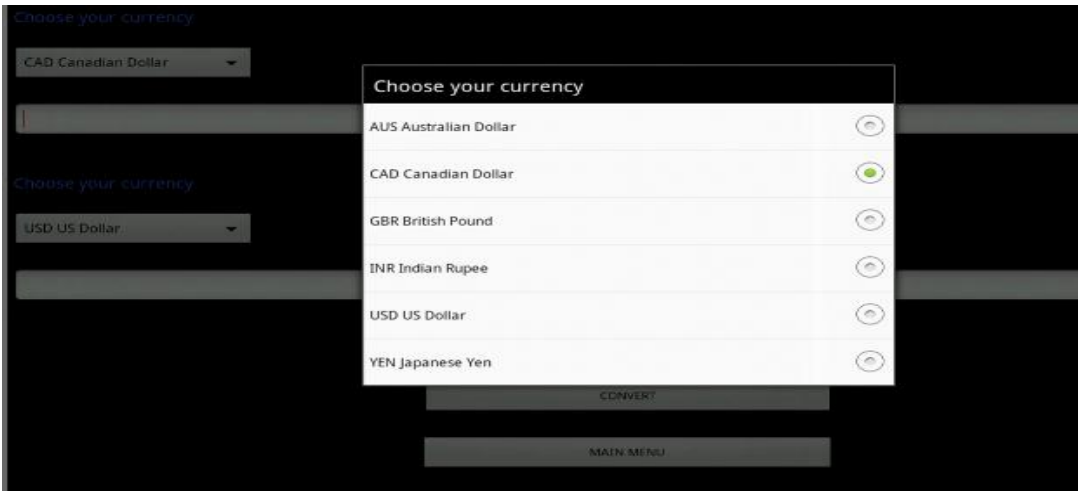 Choose your currency
CAD Canadian Dollar
Choose your currency
USD US Dollar
Choose your currency
AUS Australian Dollar
CAD Canadian Dollar
GBR British Pound
INR Indian Rupee
USD US Dollar
YEN Japanese Yen
CONVERT
MAIN MENU